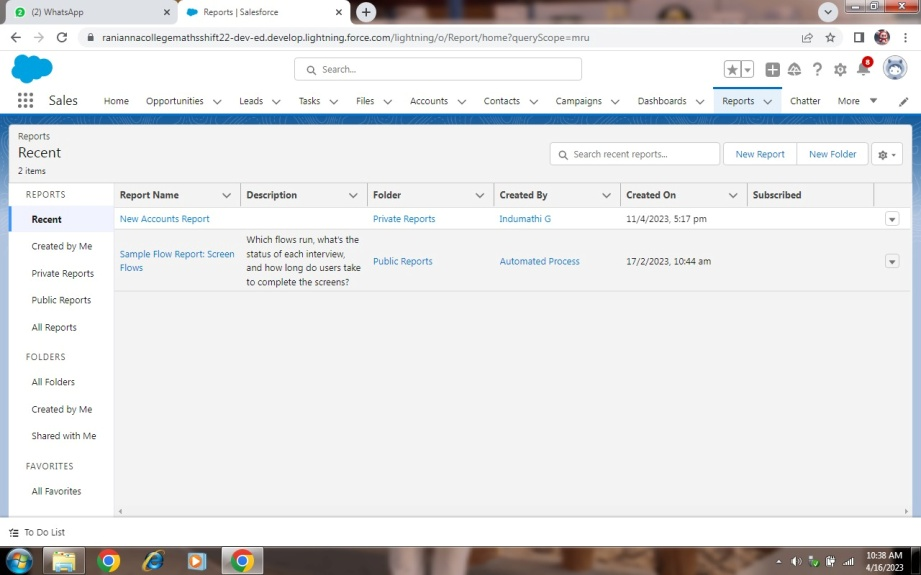 (2) WhatsApp
Reports | Salesforce
raniannacollegemathsshift22-dev-ed.develop.lightning.force.com/lightning/o/Report/home?queryScope=mru
Search...
8
Sales
Home
Opportunities
Leads
Tasks
Files
Accounts
Contacts
Campaigns
Dashboards
Reports
Chatter
More
Reports
Recent
2 items
Search recent reports...
New Report
New Folder
REPORTS
Recent
Created by Me
Private Reports
Public Reports
All Reports
FOLDERS
All Folders
Created by Me
Shared with Me
FAVORITES
All Favorites
Report Name
Description
Folder
Created By
Created On
Subscribed
New Accounts Report
Private Reports
Indumathi G
11/4/2023, 5:17 pm
Sample Flow Report: Screen
Flows
Which flows run, what's the
status of each interview,
and how long do users take
to complete the screens?
Public Reports
Automated Process
17/2/2023, 10:44 am
To Do List
10:38 AM
4/16/2023